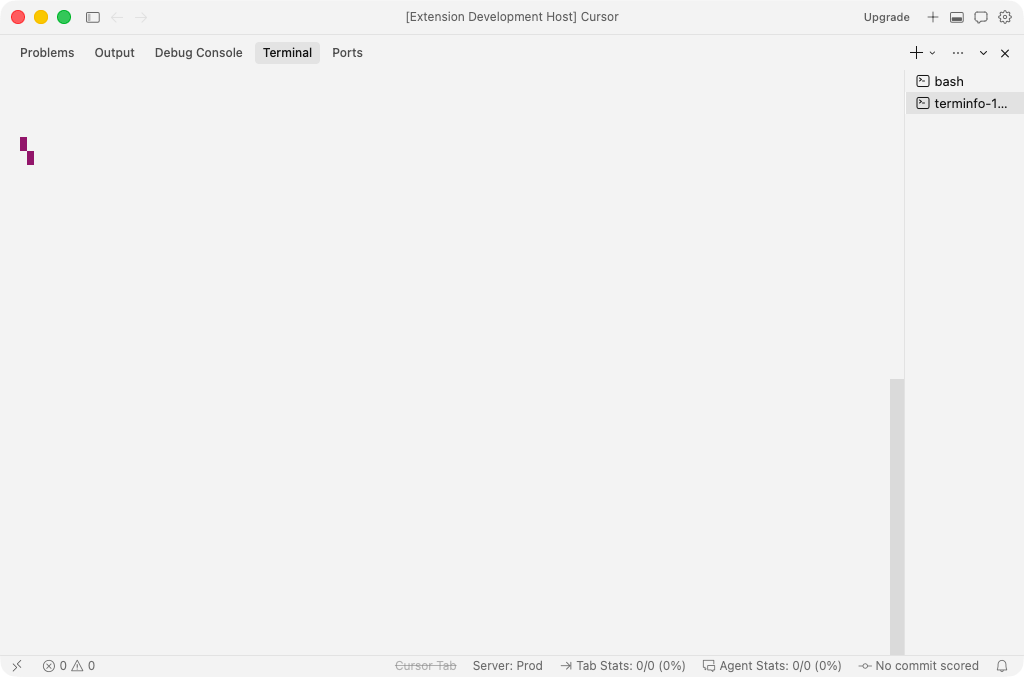 [Extension Development Host] Cursor
Upgrade
Problems Output Debug Console Terminal Ports
bash
terminfo-1...
0 0 Cursor Tab Server: Prod Tab Stats: 0/0 (0%) Agent Stats: 0/0 (0%) No commit scored